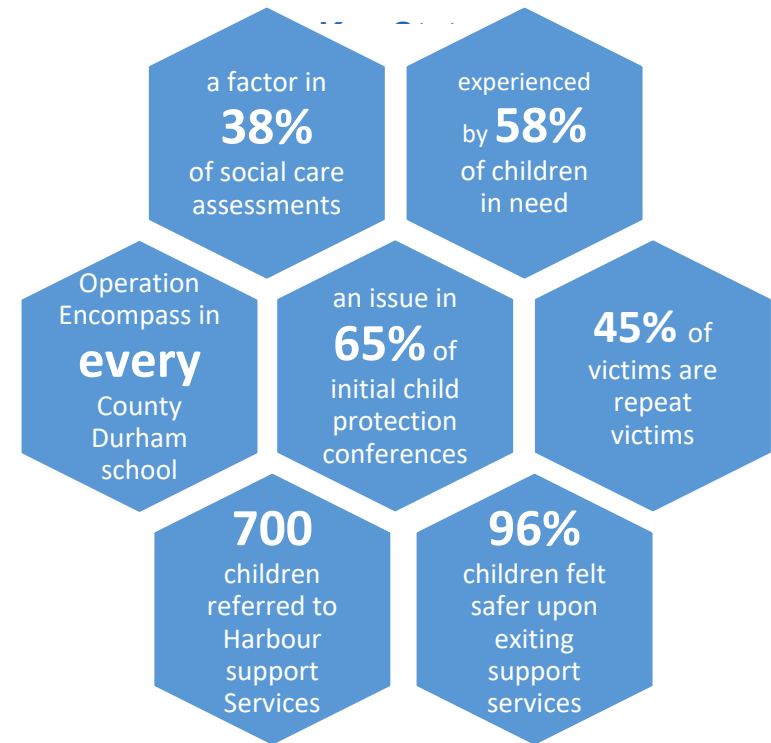 a factor in
38%
of social care
assessments
experienced
by 58%
of children
in need
Operation
Encompass in
every
County
Durham
school
an issue in
65% of
initial child
protection
conferences
45% of
victims are
repeat
victims
700
children
referred to
Harbour
support
Services
96%
children felt
safer upon
exiting
support
services